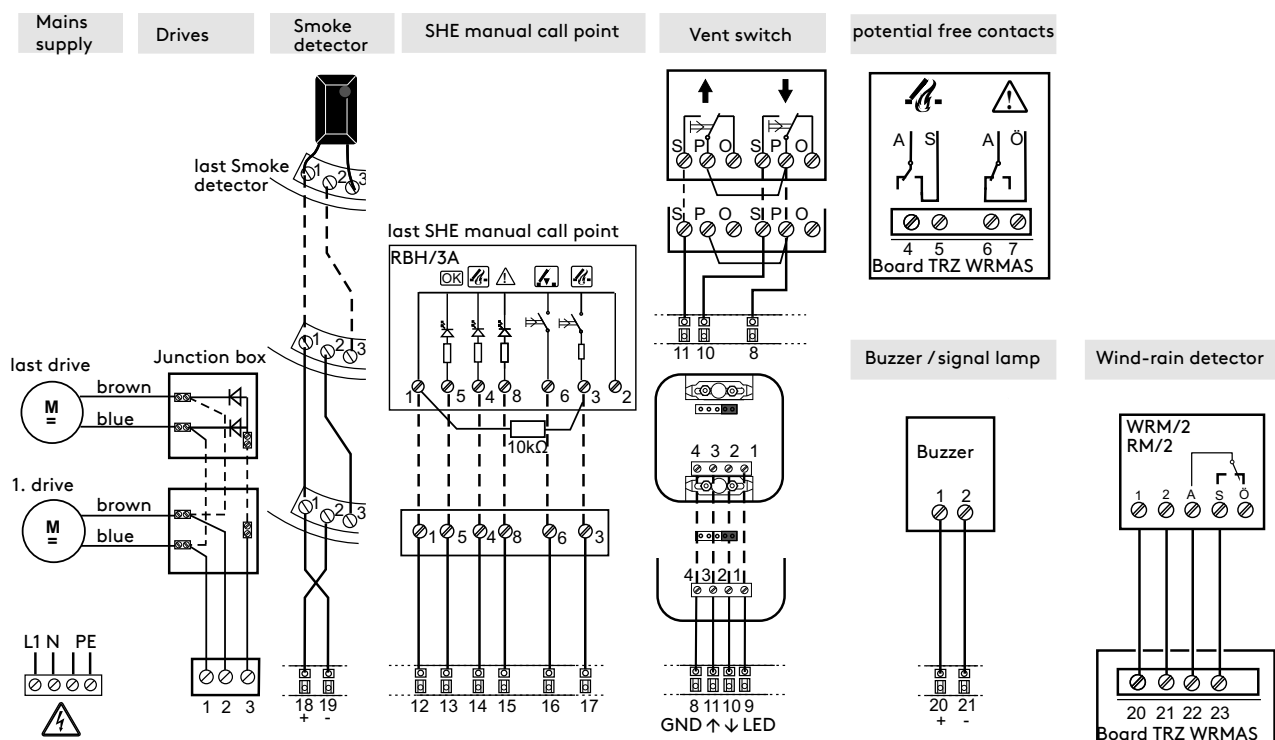 Mains supply
Drives
Smoke detector
SHE manual call point
Vent switch
potential free contacts
last Smoke detector
1 2 3
1 2 3
1 2 3
18 19
+ -
last drive
brown
blue
M
=
Junction box
1. drive
brown
blue
M
=
L1 N PE
1 2 3
last SHE manual call point
RBH/3A
OK
1 5 4 8 6 3 2
10kΩ
1 5 4 8 6 3
12 13 14 15 16 17
S P O S P O
S P O S P O
11 10 8
4 3 2 1
4 3 2 1
8 11 10 9
GND ↑ ↓ LED
A S A Ö
4 5 6 7
Board TRZ WRMAS
Buzzer / signal lamp
Buzzer
1 2
20 21
+ -
Wind-rain detector
WRM/2
RM/2
1 2 A S Ö
20 21 22 23
Board TRZ WRMAS